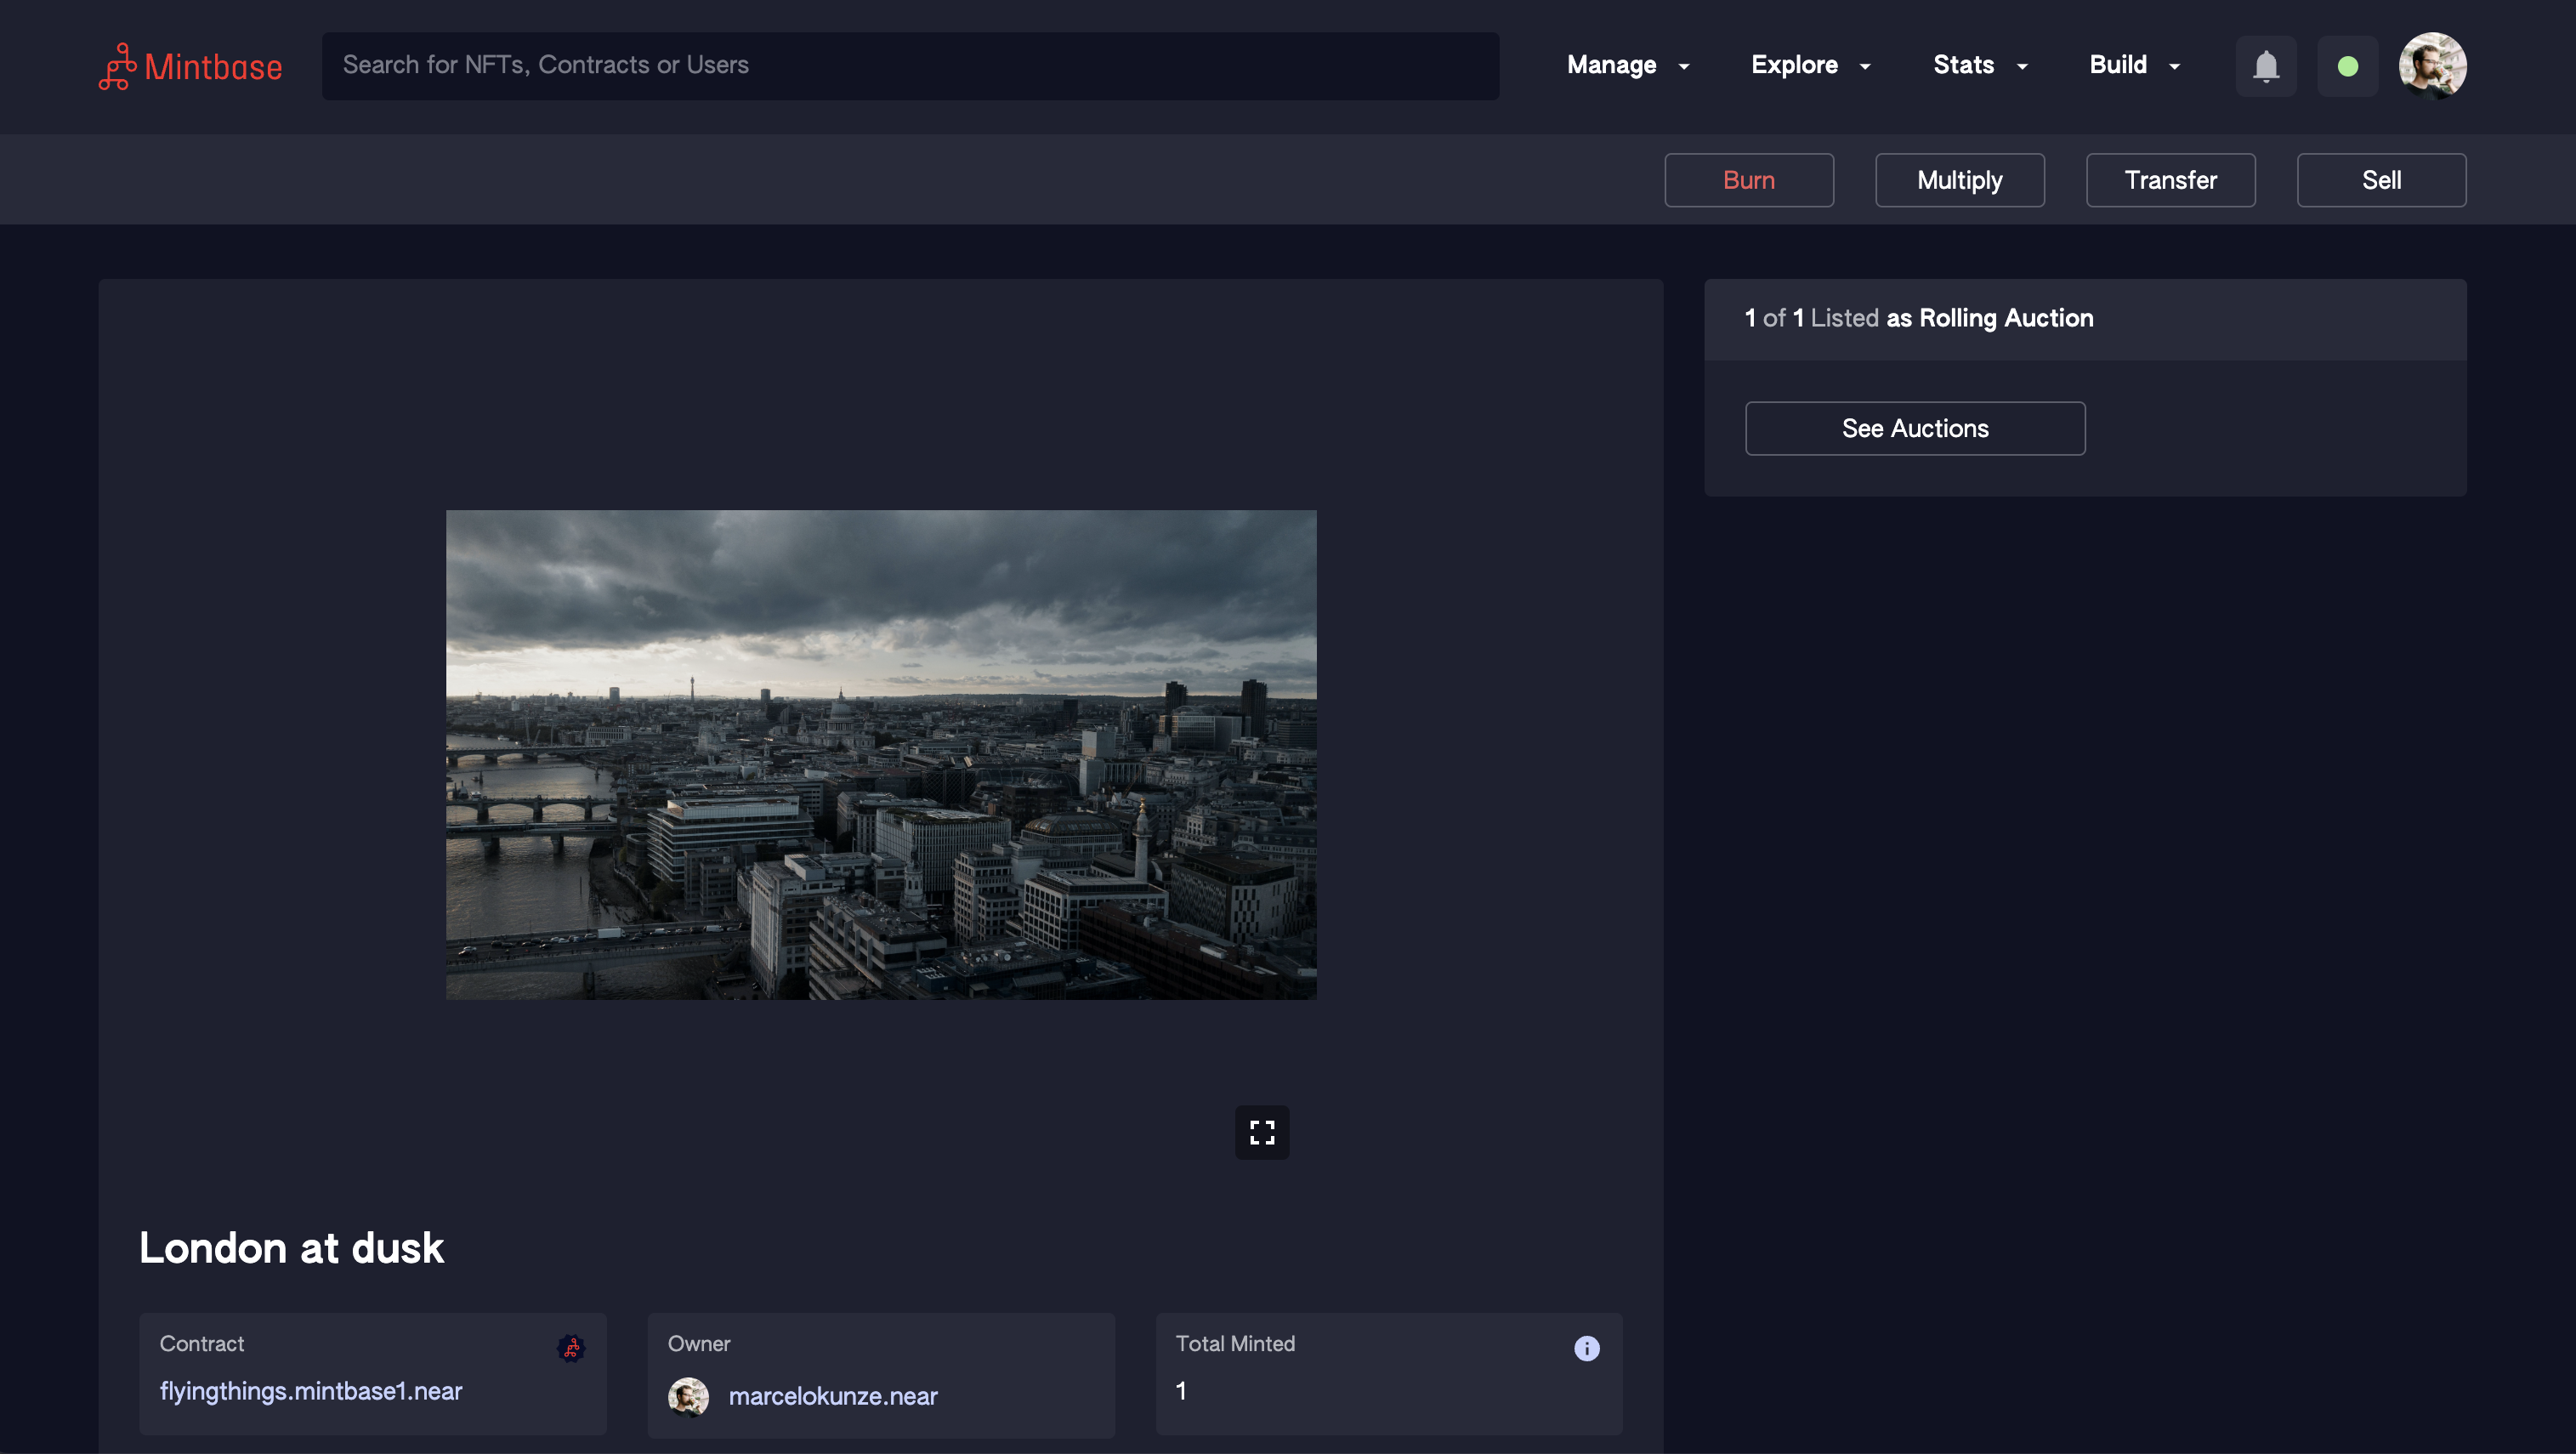 Mintbase
Search for NFTs, Contracts or Users
Manage
Explore
Stats
Build
Burn
Multiply
Transfer
Sell
1 of 1 Listed as Rolling Auction
See Auctions
London at dusk
Contract
flyingthings.mintbase1.near
Owner
marcelokunze.near
Total Minted
1